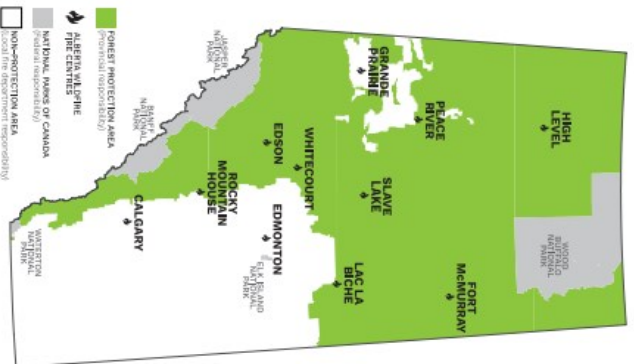 HIGH
LEVEL
WOOD
BUFFALO
NATIONAL
PARK
FORT
McMURRAY
PEACE
RIVER
GRANDE
PRAIRIE
SLAVE
LAKE
LAC LA
BICHE
WHITECOURT
EDSON
EDMONTON
ELK ISLAND
NATIONAL
PARK
JASPER
NATIONAL
PARK
ROCKY
MOUNTAIN
HOUSE
BANFF
NATIONAL
PARK
CALGARY
WATERTON
NATIONAL
PARK
FOREST PROTECTION AREA
(Provincial responsibility)
ALBERTA WILDFIRE
FIRE CENTRES
NATIONAL PARKS OF CANADA
(Federal responsibility)
NON-PROTECTION AREA
(Local fire department responsibility)